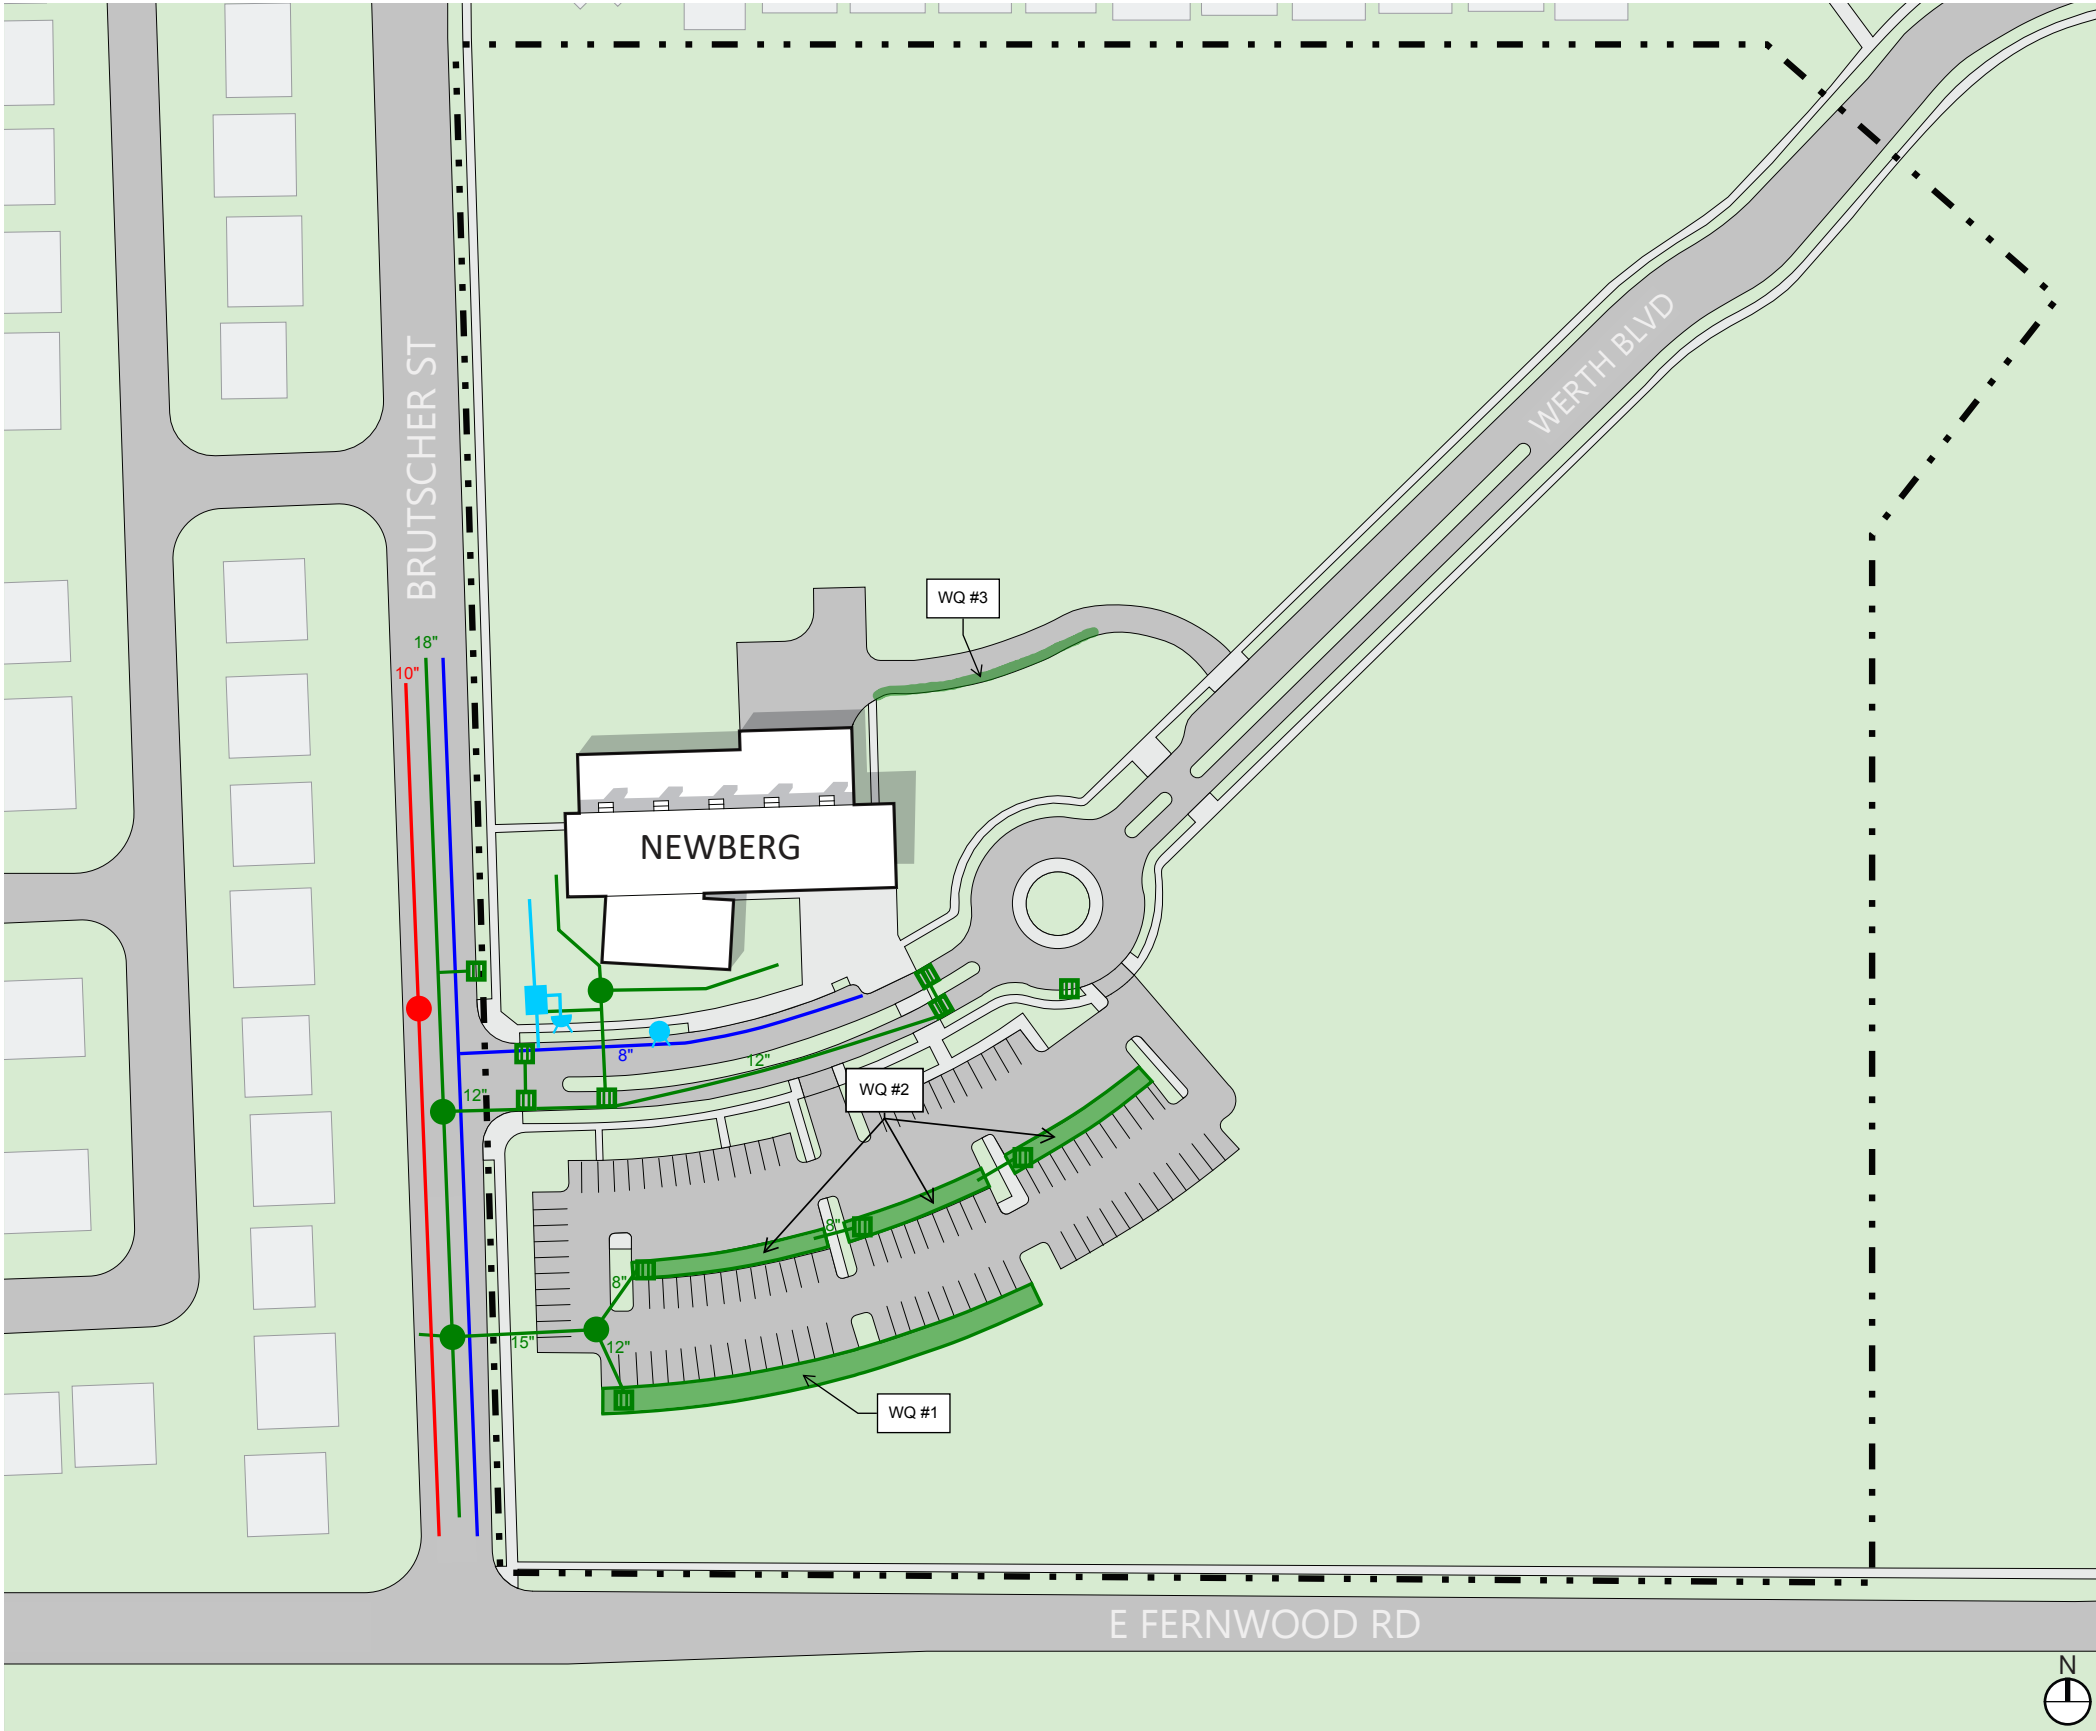 WERTH BLVD
BRUTSCHER ST
WQ #3
18"
10"
NEWBERG
8"
12"
12"
WQ #2
8"
8"
15"
12"
WQ #1
E FERNWOOD RD
N